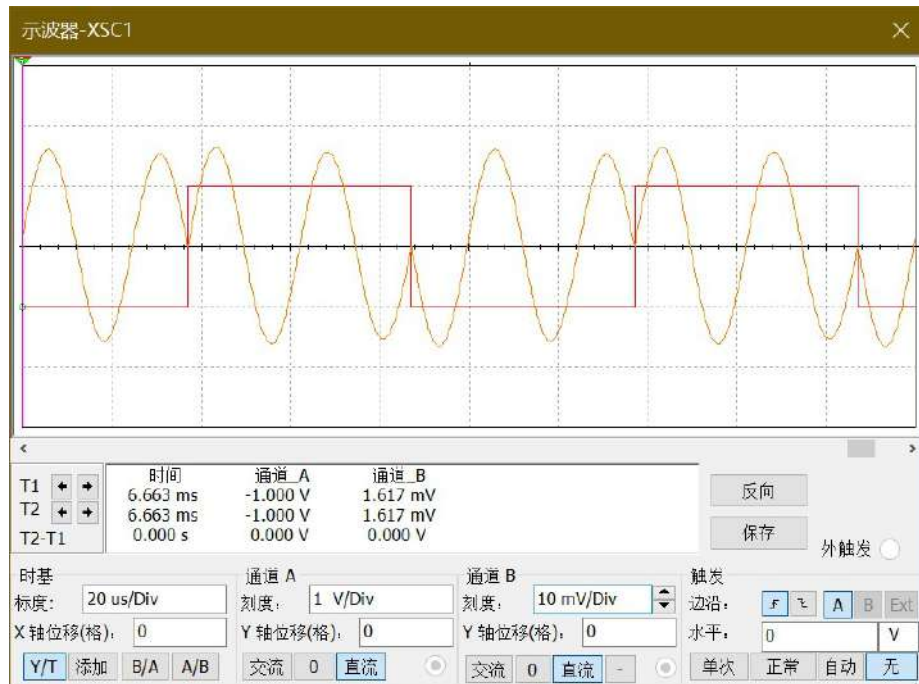 示波器-XSC1
时间 通道_A 通道_B
T1 6.663 ms -1.000 V 1.617 mV
T2 6.663 ms -1.000 V 1.617 mV
T2-T1 0.000 s 0.000 V 0.000 V
反向
保存
外触发
时基 通道 A 通道 B 触发
标度: 20 us/Div 刻度: 1 V/Div 刻度: 10 mV/Div 边沿: A B Ext
X 轴位移(格): 0 Y 轴位移(格): 0 Y 轴位移(格): 0 水平: 0 V
Y/T 添加 B/A A/B 交流 0 直流 交流 0 直流 - 单次 正常 自动 无